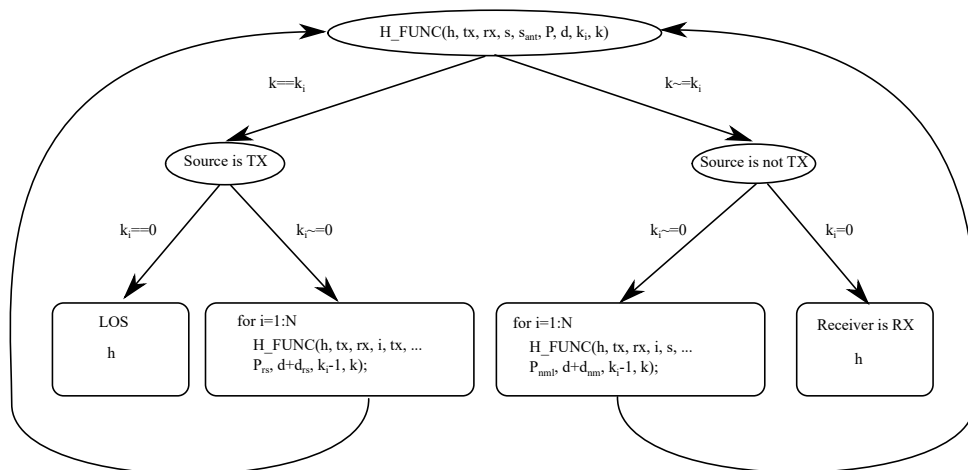 H_FUNC(h, tx, rx, s, s_ant, P, d, k_i, k)
k==k_i
k~=k_i
Source is TX
Source is not TX
k_i==0
k_i~=0
k_i~=0
k_i=0
LOS
h
for i=1:N
H_FUNC(h, tx, rx, i, tx, ...
P_rs, d+d_rs, k_i-1, k);
for i=1:N
H_FUNC(h, tx, rx, i, s, ...
P_nml, d+d_nm, k_i-1, k);
Receiver is RX
h